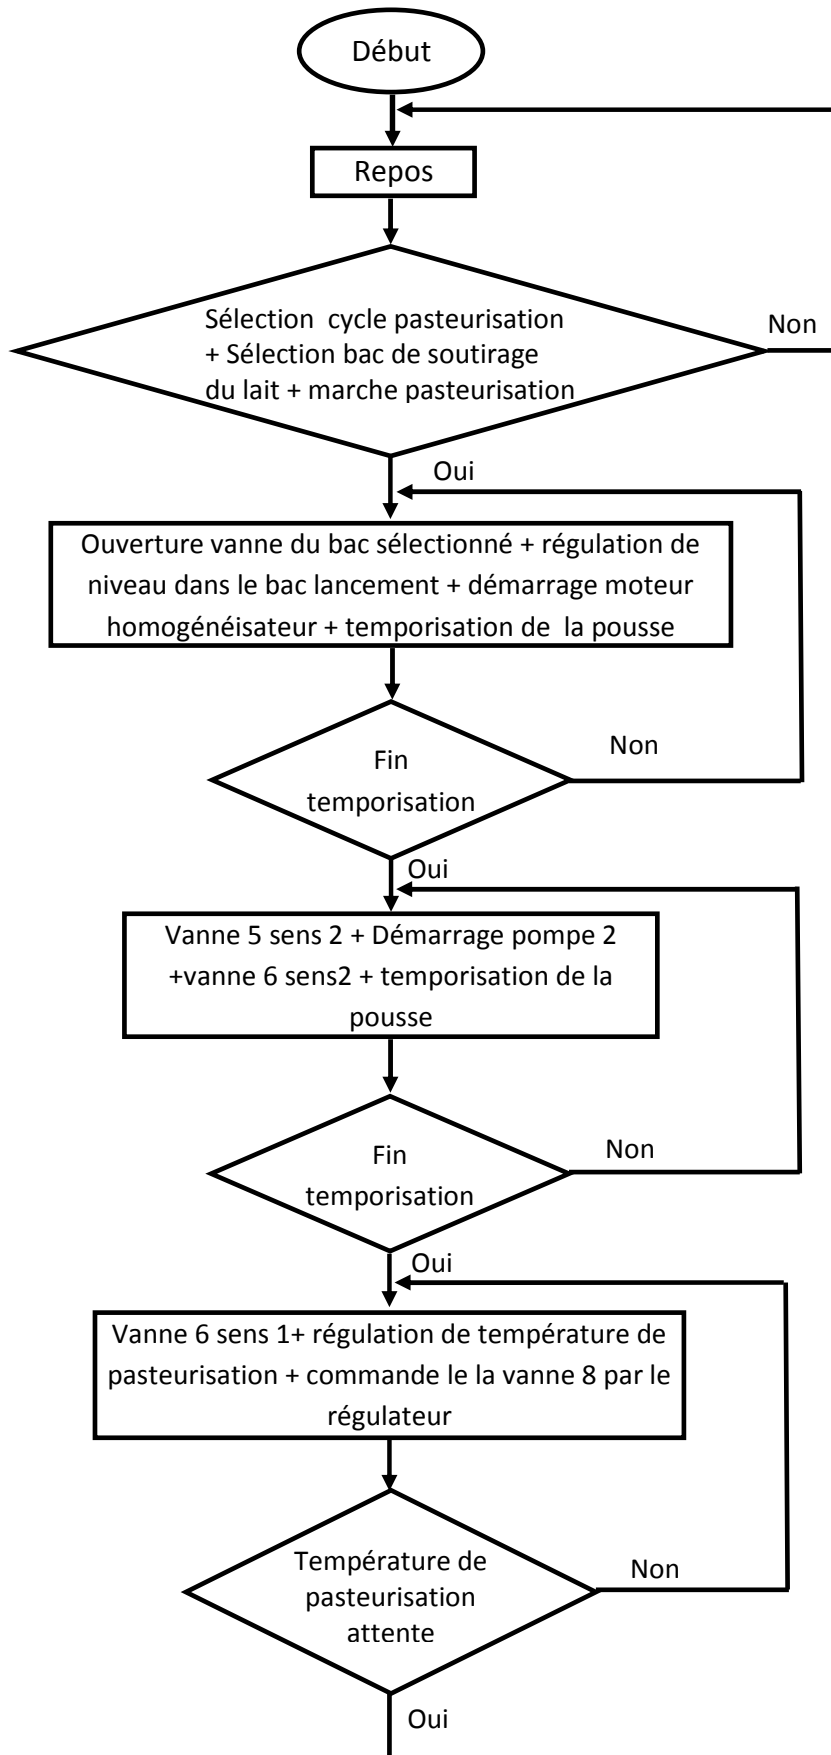 Début
Repos
Sélection cycle pasteurisation
+ Sélection bac de soutirage
du lait + marche pasteurisation
Non
Oui
Ouverture vanne du bac sélectionné + régulation de
niveau dans le bac lancement + démarrage moteur
homogénéisateur + temporisation de la pousse
Fin
temporisation
Non
Oui
Vanne 5 sens 2 + Démarrage pompe 2
+vanne 6 sens2 + temporisation de la
pousse
Fin
temporisation
Non
Oui
Vanne 6 sens 1+ régulation de température de
pasteurisation + commande le la vanne 8 par le
régulateur
Température de
pasteurisation
attente
Non
Oui